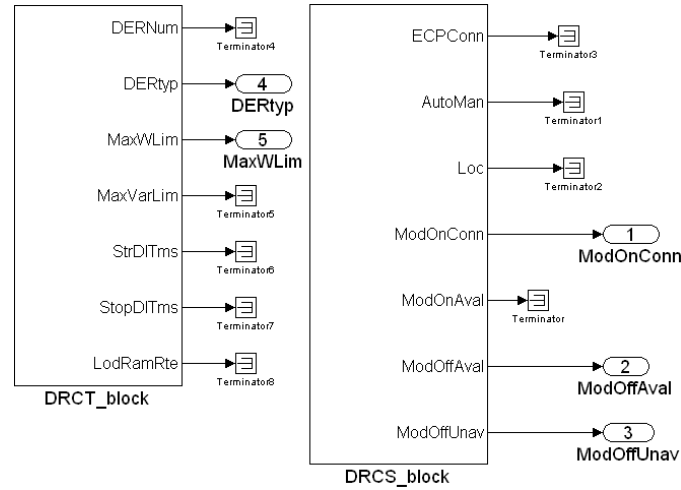 DERNum
Terminator4
DERtyp
4
DERtyp
MaxWLim
5
MaxWLim
MaxVarLim
Terminator5
StrDlTms
Terminator6
StopDlTms
Terminator7
LodRamRte
Terminator8
DRCT_block
ECPConn
Terminator3
AutoMan
Terminator1
Loc
Terminator2
ModOnConn
1
ModOnConn
ModOnAval
Terminator
ModOffAval
2
ModOffAval
ModOffUnav
3
ModOffUnav
DRCS_block